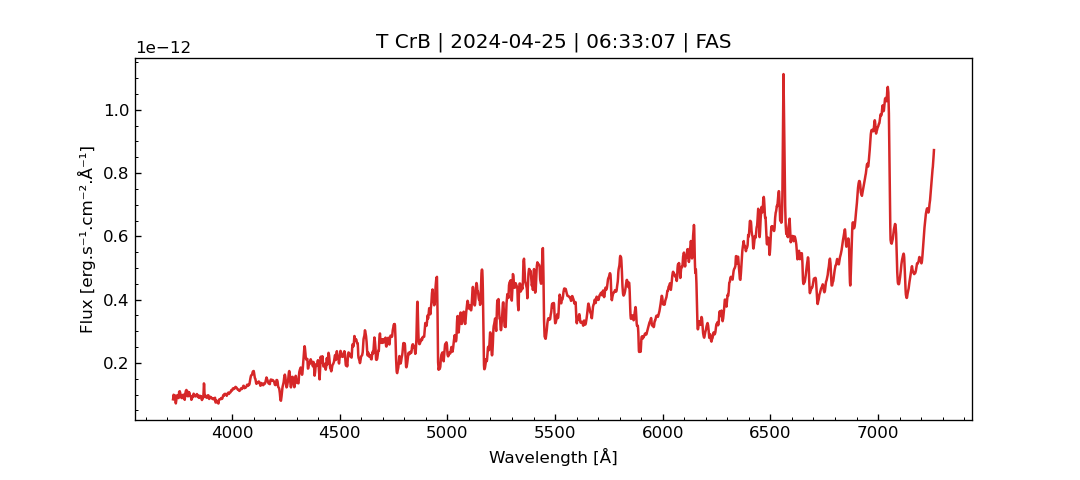 T CrB | 2024-04-25 | 06:33:07 | FAS
1e−12
1.0
0.8
0.6
0.4
0.2
Flux [erg.s⁻¹.cm⁻².Å⁻¹]
4000 4500 5000 5500 6000 6500 7000
Wavelength [Å]